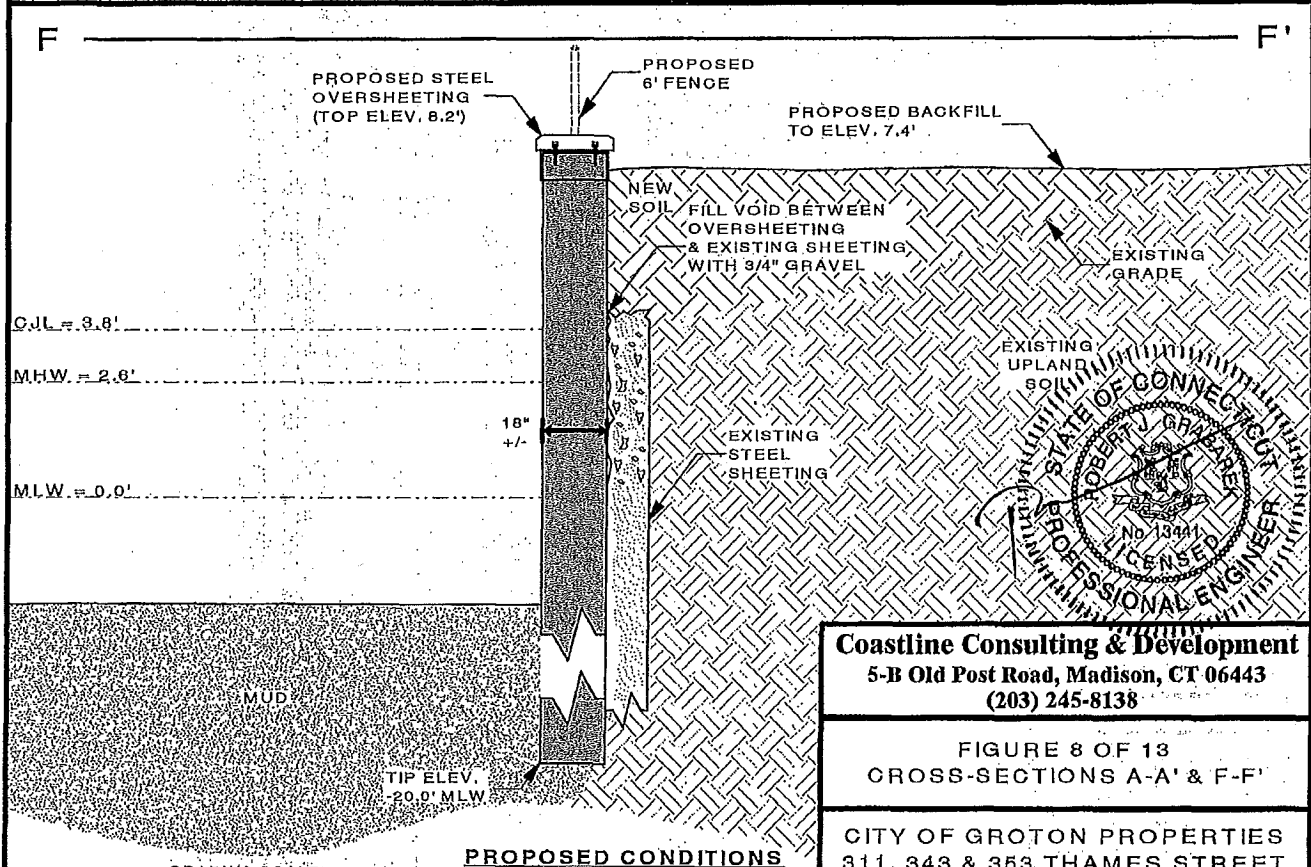 F F'
PROPOSED STEEL
OVERSHEETING
(TOP ELEV. 8.2')
PROPOSED
6' FENCE
PROPOSED BACKFILL
TO ELEV. 7.4'
NEW
SOIL
FILL VOID BETWEEN
OVERSHEETING
& EXISTING SHEETING
WITH 3/4" GRAVEL
EXISTING
GRADE
CJL = 3.8'
MHW = 2.6'
MLW = 0.0'
18"
+/-
EXISTING
UPLAND
SOIL
EXISTING
STEEL
SHEETING
STATE OF CONNECTICUT
ROBERT J. GRABAREK
No. 13441
LICENSED
PROFESSIONAL ENGINEER
MUD
TIP ELEV.
-20.0' MLW
PROPOSED CONDITIONS
Coastline Consulting & Development
5-B Old Post Road, Madison, CT 06443
(203) 245-8138
FIGURE 8 OF 13
CROSS-SECTIONS A-A' & F-F'
CITY OF GROTON PROPERTIES
311, 343 & 353 THAMES STREET